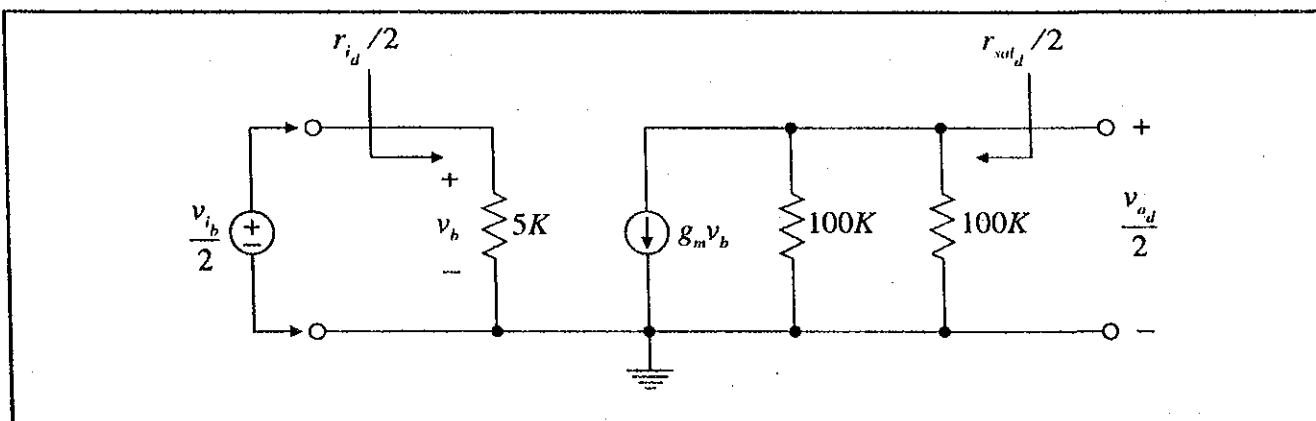 r_{i_d}/2
r_{out_d}/2
+
+
v_{i_b}/2
+
−
v_b
5K
g_m v_b
100K
100K
v_{o_d}/2
−
−